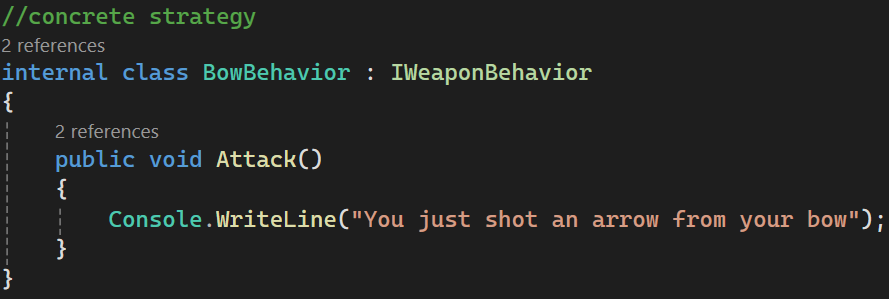 //concrete strategy
2 references
internal class BowBehavior : IWeaponBehavior
{
2 references
public void Attack()
{
Console.WriteLine("You just shot an arrow from your bow");
}
}